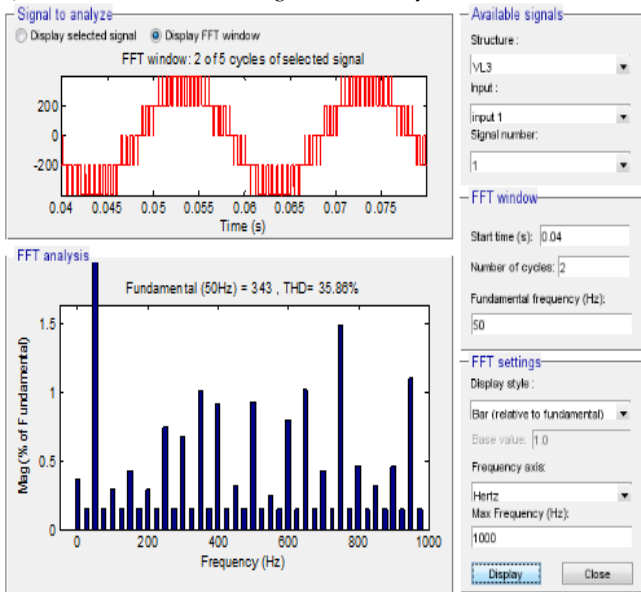 Signal to analyze
Display selected signal Display FFT window
FFT window: 2 of 5 cycles of selected signal
200
0
-200
0.04 0.045 0.05 0.055 0.06 0.065 0.07 0.075
Time (s)
FFT analysis
Fundamental (50Hz) = 343 , THD= 35.86%
1.5
1
0.5
0
Mag (% of Fundamental)
0 200 400 600 800 1000
Frequency (Hz)
Available signals
Structure :
VL3
Input :
input 1
Signal number:
1
FFT window
Start time (s): 0.04
Number of cycles: 2
Fundamental frequency (Hz):
50
FFT settings
Display style :
Bar (relative to fundamental)
Base value: 1.0
Frequency axis:
Hertz
Max Frequency (Hz):
1000
Display Close